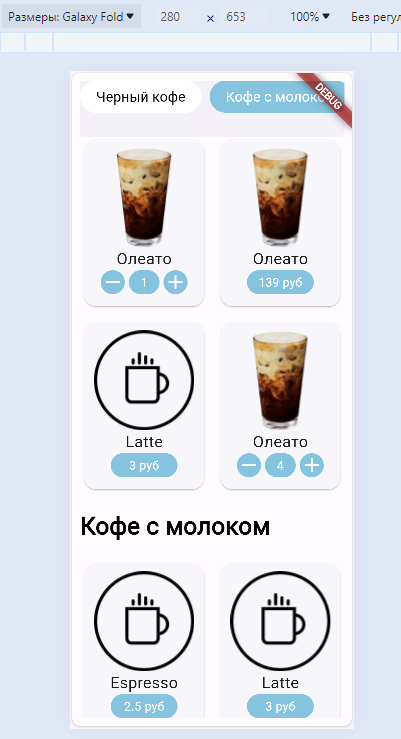 Размеры: Galaxy Fold ▼ 280 × 653 100% ▼ Без регул
Черный кофе Кофе с молоко
DEBUG
Олеато Олеато
1 139 руб
Latte Олеато
3 руб 4
Кофе с молоком
Espresso Latte
2.5 руб 3 руб